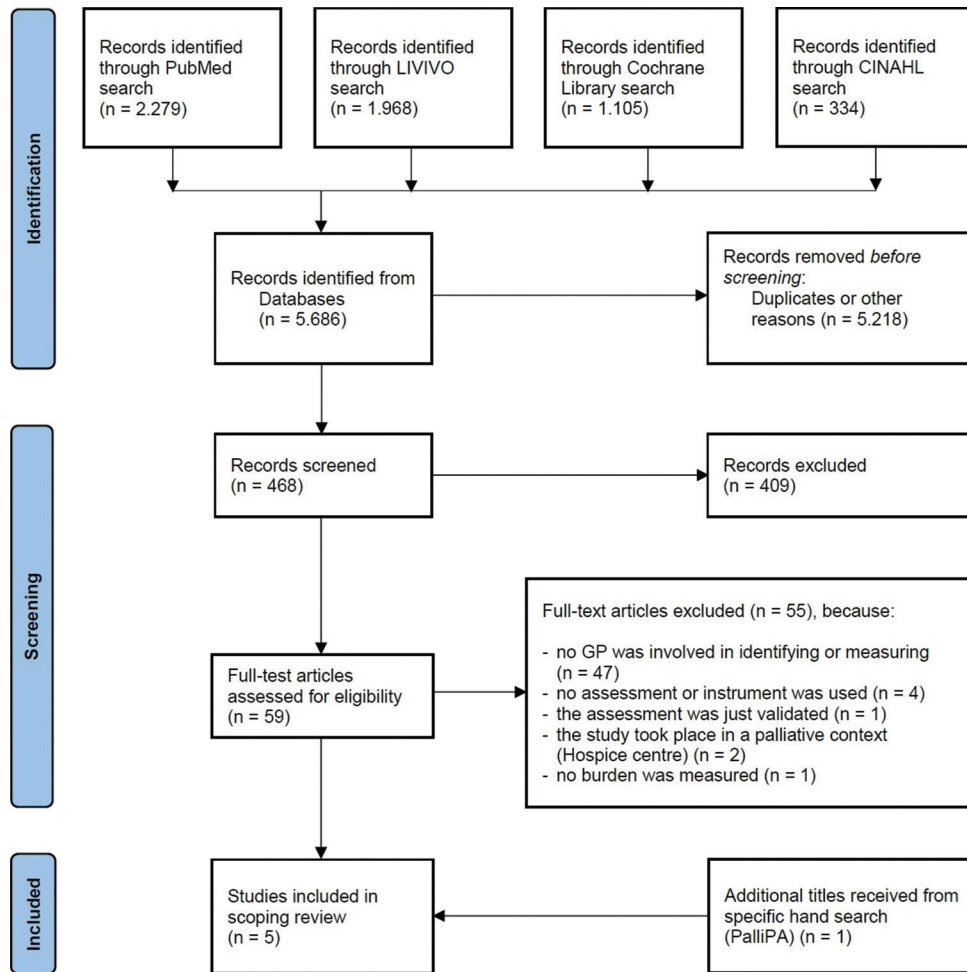 Identification
Records identified
through PubMed
search
(n = 2.279)
Records identified
through LIVIVO
search
(n = 1.968)
Records identified
through Cochrane
Library search
(n = 1.105)
Records identified
through CINAHL
search
(n = 334)
Records identified from
Databases
(n = 5.686)
Records removed before
screening:
Duplicates or other
reasons (n = 5.218)
Screening
Records screened
(n = 468)
Records excluded
(n = 409)
Full-test articles
assessed for eligibility
(n = 59)
Full-text articles excluded (n = 55), because:
- no GP was involved in identifying or measuring
(n = 47)
- no assessment or instrument was used (n = 4)
- the assessment was just validated (n = 1)
- the study took place in a palliative context
(Hospice centre) (n = 2)
- no burden was measured (n = 1)
Included
Studies included in
scoping review
(n = 5)
Additional titles received from
specific hand search
(PalliPA) (n = 1)